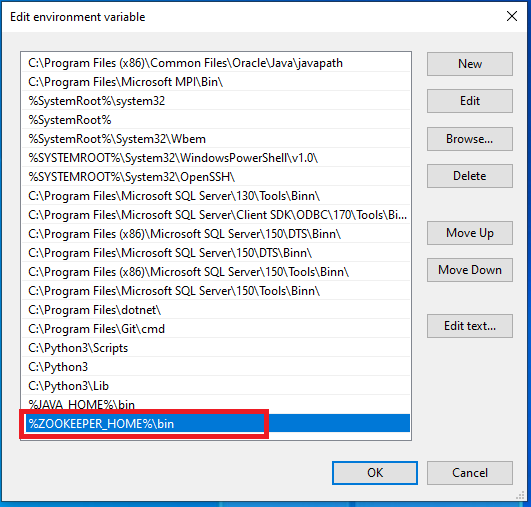 Edit environment variable
C:\Program Files (x86)\Common Files\Oracle\Java\javapath
C:\Program Files\Microsoft MPI\Bin\
%SystemRoot%\system32
%SystemRoot%
%SystemRoot%\System32\Wbem
%SYSTEMROOT%\System32\WindowsPowerShell\v1.0\
%SYSTEMROOT%\System32\OpenSSH\
C:\Program Files\Microsoft SQL Server\130\Tools\Binn\
C:\Program Files\Microsoft SQL Server\Client SDK\ODBC\170\Tools\Bi...
C:\Program Files (x86)\Microsoft SQL Server\150\DTS\Binn\
C:\Program Files\Microsoft SQL Server\150\DTS\Binn\
C:\Program Files (x86)\Microsoft SQL Server\150\Tools\Binn\
C:\Program Files\Microsoft SQL Server\150\Tools\Binn\
C:\Program Files\dotnet\
C:\Program Files\Git\cmd
C:\Python3\Scripts
C:\Python3
C:\Python3\Lib
%JAVA_HOME%\bin
%ZOOKEEPER_HOME%\bin
New
Edit
Browse...
Delete
Move Up
Move Down
Edit text...
OK
Cancel